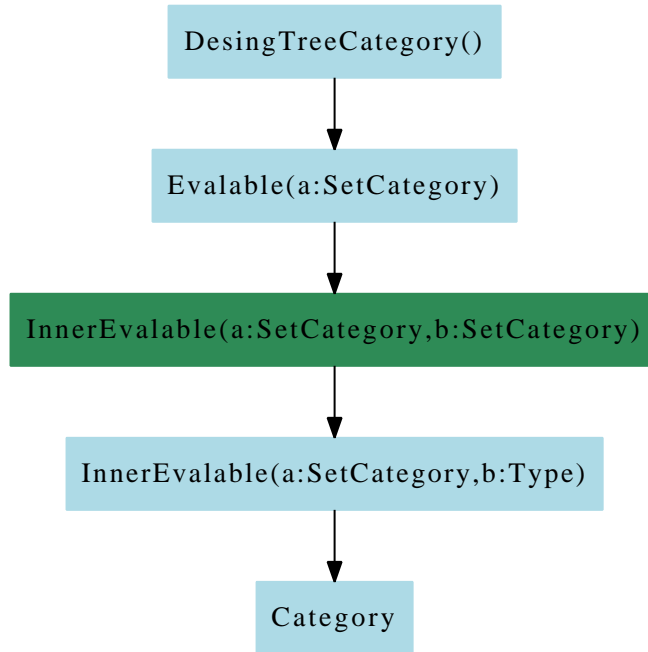 DesingTreeCategory()
Evalable(a:SetCategory)
InnerEvalable(a:SetCategory,b:SetCategory)
InnerEvalable(a:SetCategory,b:Type)
Category